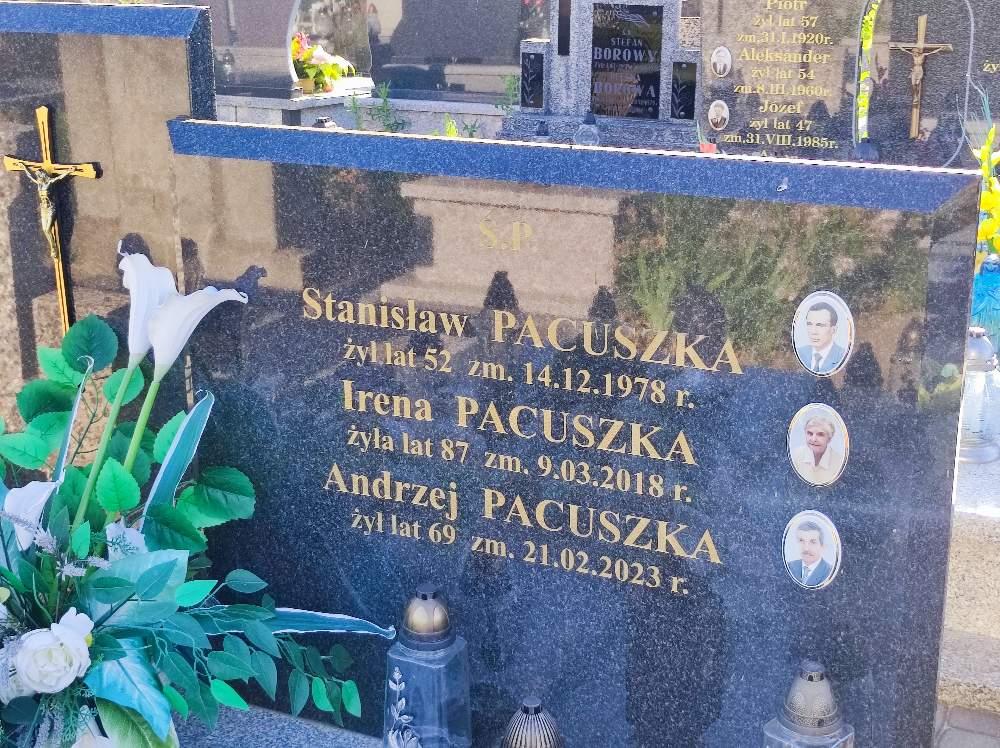 STEFAN
BOROWY
Piotr
żył lat 57
zm. 31.I.1920r.
Aleksander
żył lat 54
zm. 8.III.1960r.
Józef
żył lat 47
zm. 31.VIII.1985r.
Ś.P.
Stanisław PACUSZKA
żył lat 52 zm. 14.12.1978 r.
Irena PACUSZKA
żyła lat 87 zm. 9.03.2018 r.
Andrzej PACUSZKA
żył lat 69 zm. 21.02.2023 r.